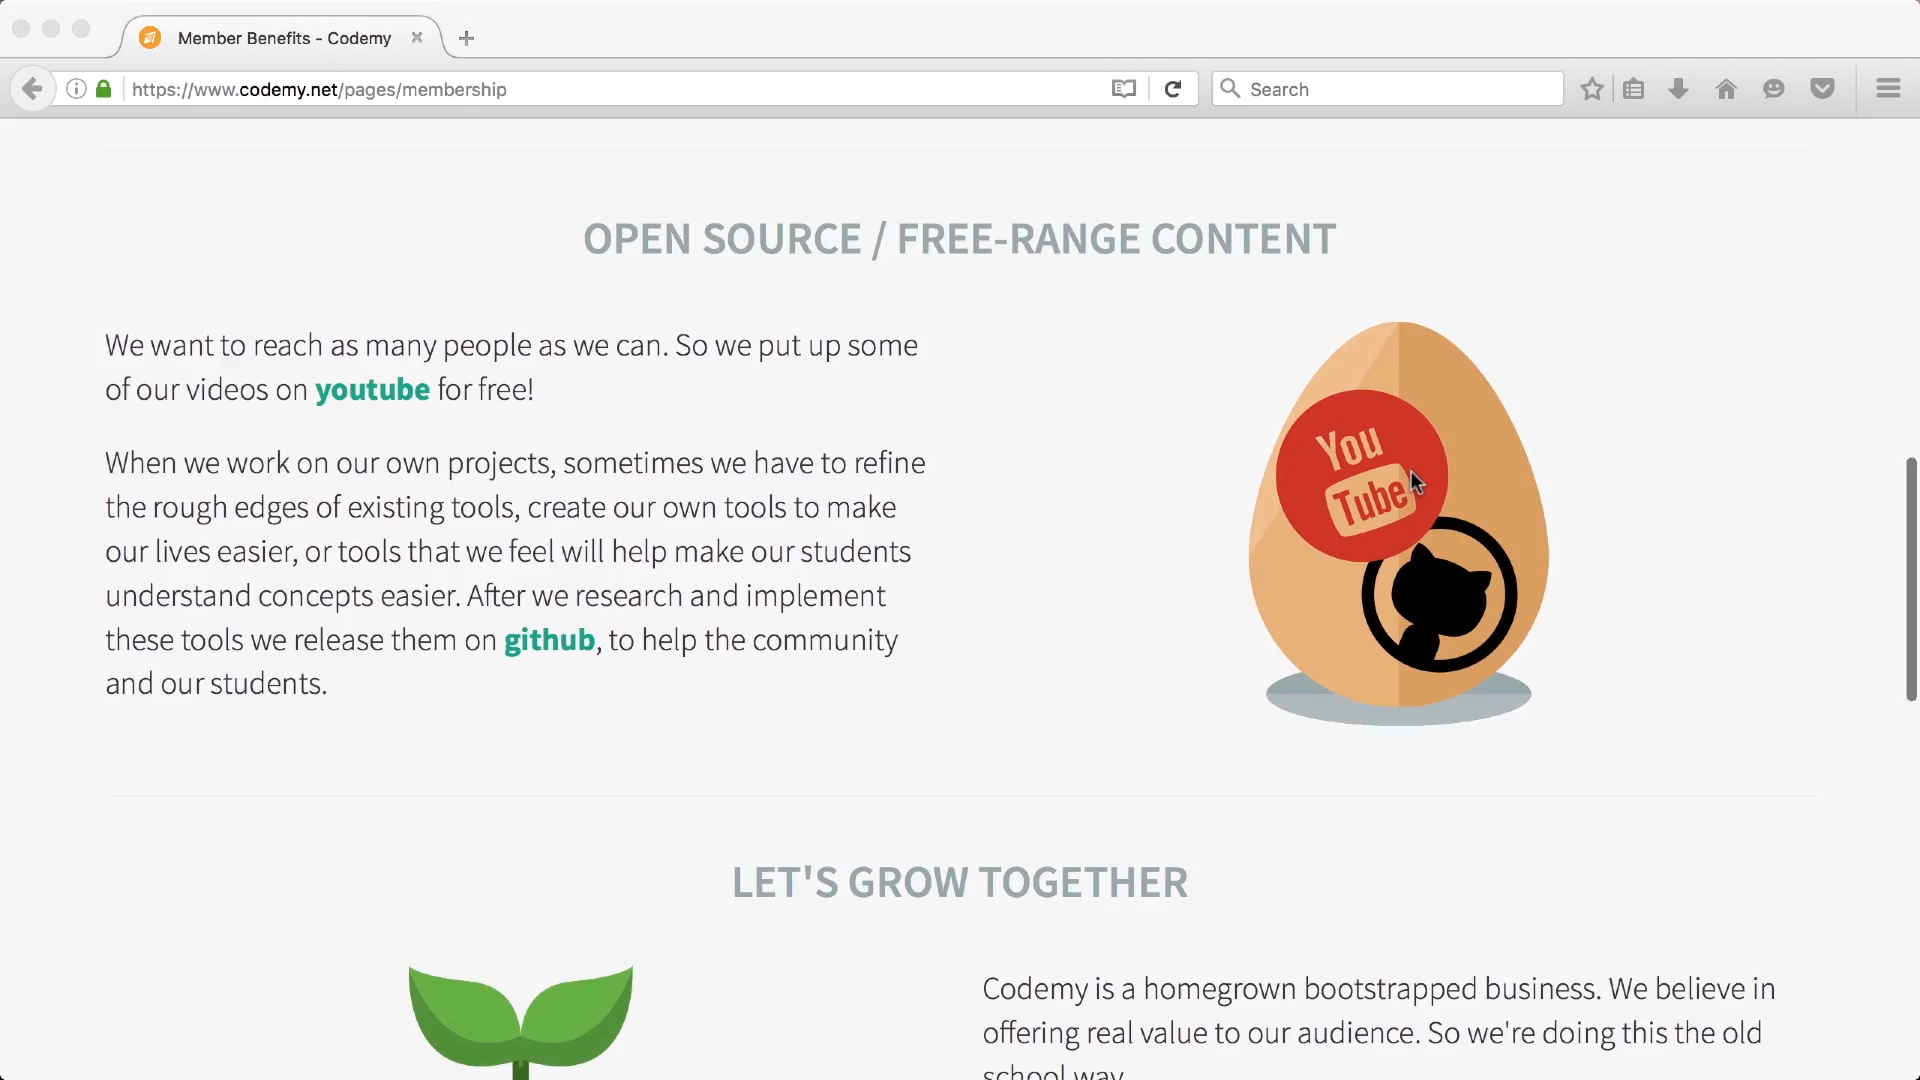 Member Benefits - Codemy
https://www.codemy.net/pages/membership
Search
OPEN SOURCE / FREE-RANGE CONTENT
We want to reach as many people as we can. So we put up some
of our videos on youtube for free!
When we work on our own projects, sometimes we have to refine
the rough edges of existing tools, create our own tools to make
our lives easier, or tools that we feel will help make our students
understand concepts easier. After we research and implement
these tools we release them on github, to help the community
and our students.
You
Tube
LET'S GROW TOGETHER
Codemy is a homegrown bootstrapped business. We believe in
offering real value to our audience. So we're doing this the old
school way.